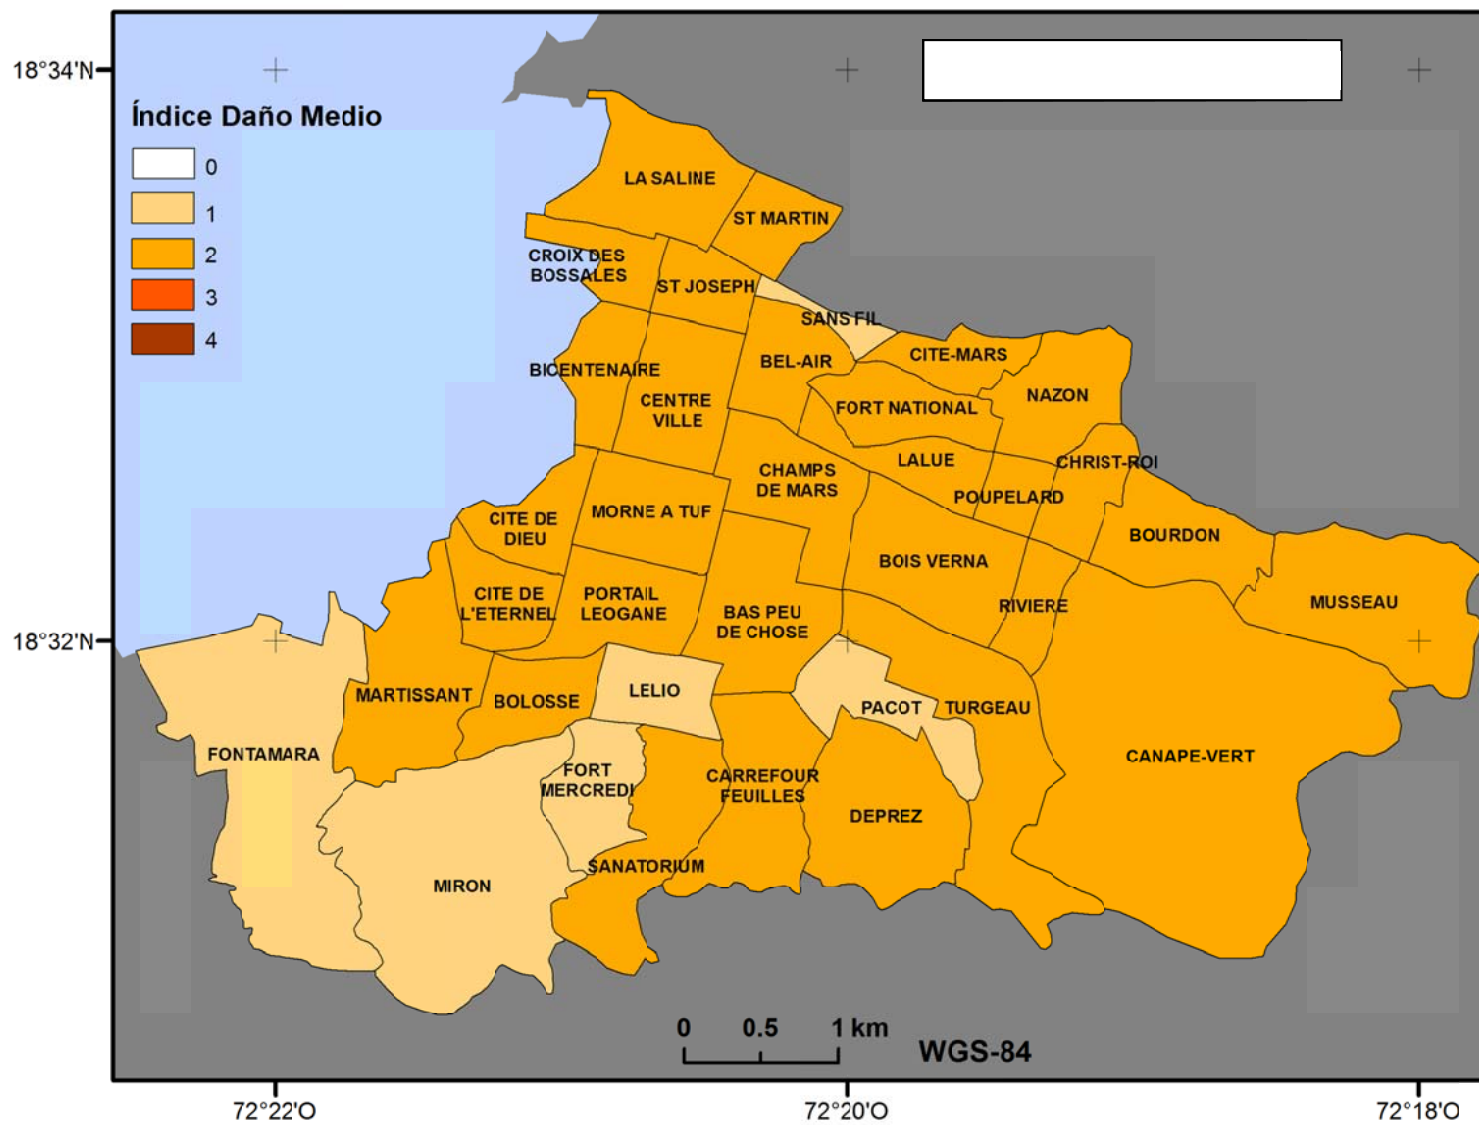 18°34'N
Índice Daño Medio
0
1
2
3
4
LA SALINE
ST MARTIN
CROIX DES
BOSSALES
ST JOSEPH
SANS FIL
BICENTENAIRE
BEL-AIR
CITE-MARS
CENTRE
VILLE
FORT NATIONAL
NAZON
CHAMPS
DE MARS
LALUE
CHRIST-ROI
POUPELARD
CITE DE
DIEU
MORNE A TUF
BOURDON
BOIS VERNA
CITE DE
L'ETERNEL
PORTAIL
LEOGANE
BAS PEU
DE CHOSE
RIVIERE
MUSSEAU
18°32'N
MARTISSANT
BOLOSSE
LELIO
PACOT
TURGEAU
FONTAMARA
CANAPE-VERT
FORT
MERCREDI
CARREFOUR
FEUILLES
DEPREZ
SANATORIUM
MIRON
0 0.5 1 km
WGS-84
72°22'O 72°20'O 72°18'O